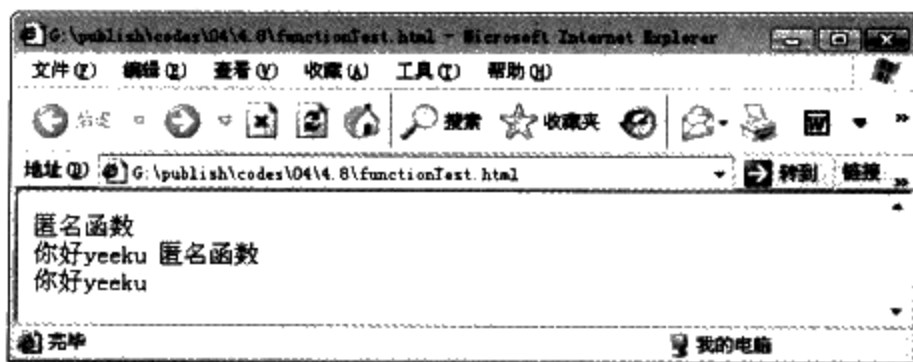 G:\publish\codes\04\4.8\functionTest.html - Microsoft Internet Explorer
文件(F) 编辑(E) 查看(V) 收藏(A) 工具(T) 帮助(H)
后退 搜索 收藏夹 W »
地址(D) G:\publish\codes\04\4.8\functionTest.html 转到 链接 »
匿名函数
你好yeeku 匿名函数
你好yeeku
完毕 我的电脑